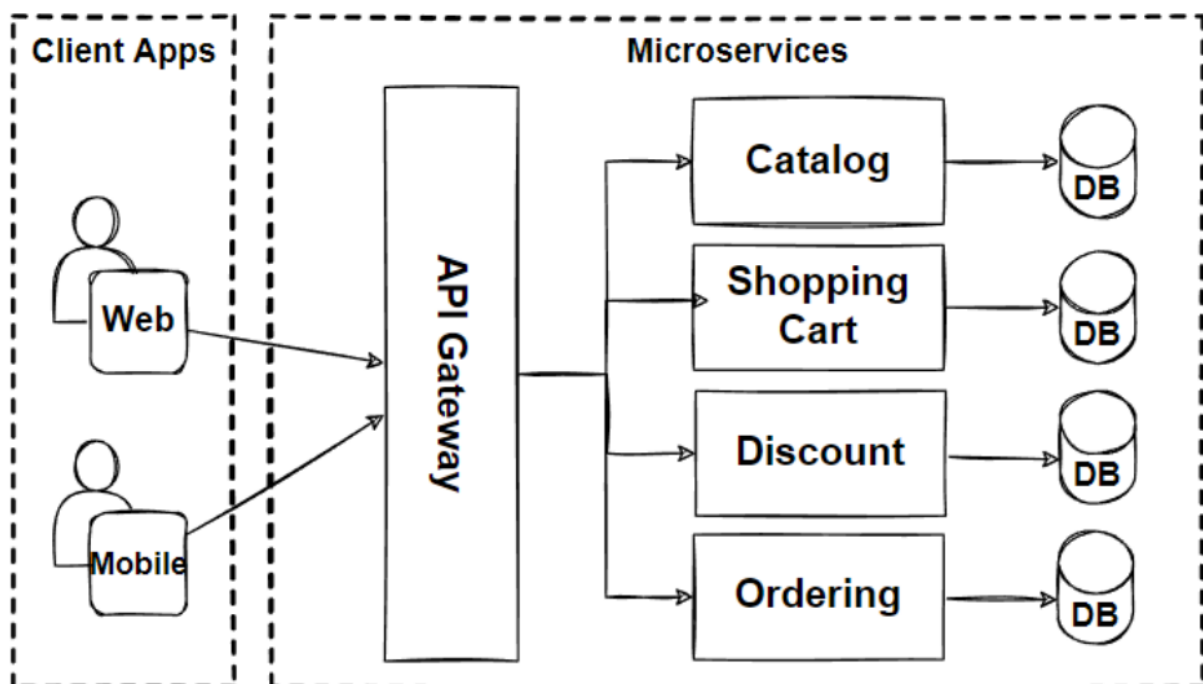 Client Apps
Microservices
Web
Mobile
API Gateway
Catalog
DB
Shopping
Cart
DB
Discount
DB
Ordering
DB